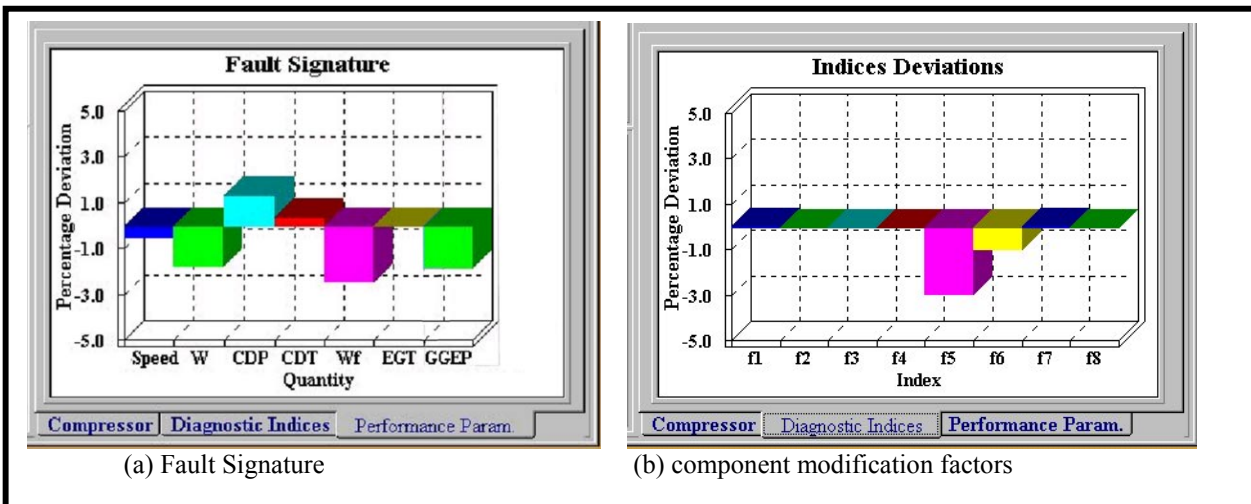 Fault Signature
Percentage Deviation
5.0
3.0
1.0
-1.0
-3.0
-5.0
Speed W CDP CDT Wf EGT GGEP
Quantity
Compressor Diagnostic Indices Performance Param.
(a) Fault Signature
Indices Deviations
Percentage Deviation
5.0
3.0
1.0
-1.0
-3.0
-5.0
f1 f2 f3 f4 f5 f6 f7 f8
Index
Compressor Diagnostic Indices Performance Param.
(b) component modification factors